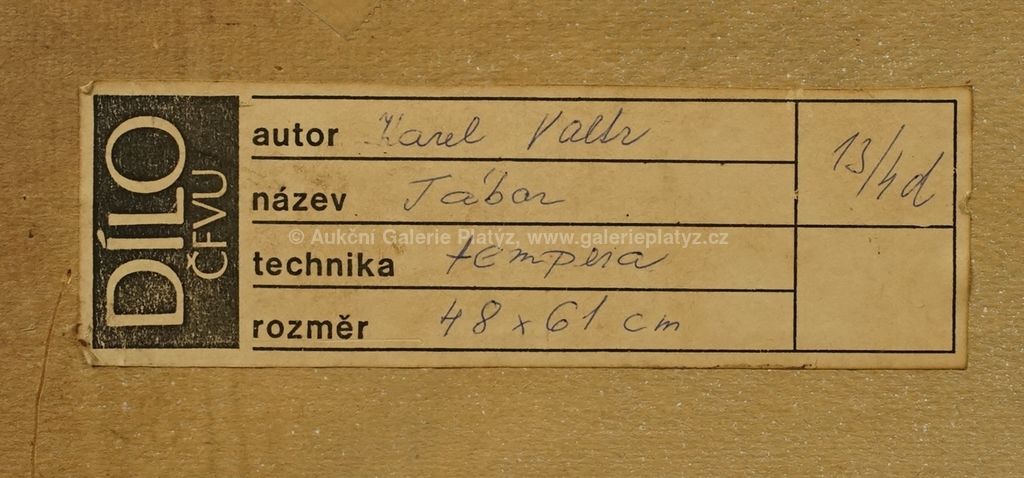 DÍLO
ČFVU
autor Karel Valtr
název Tábor
technika tempera
rozměr 48 x 61 cm
13/4d
© Aukční Galerie Platýz, www.galerieplatyz.cz